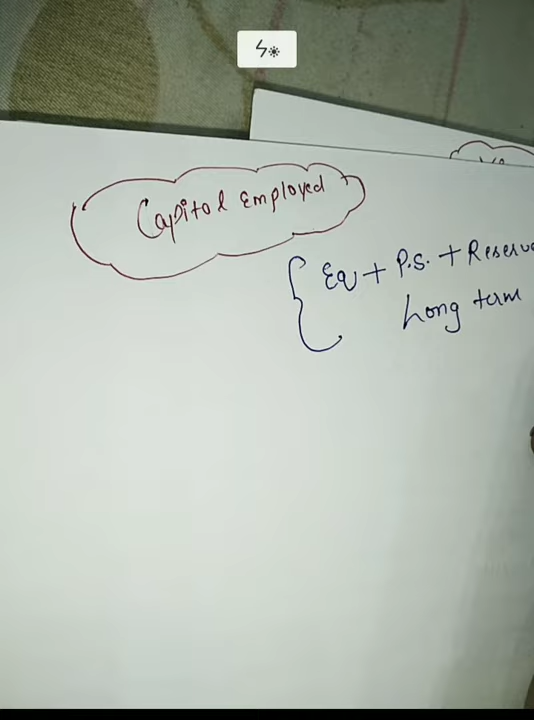 Capital Employed
Eq + P.S. + Reserve
Long term